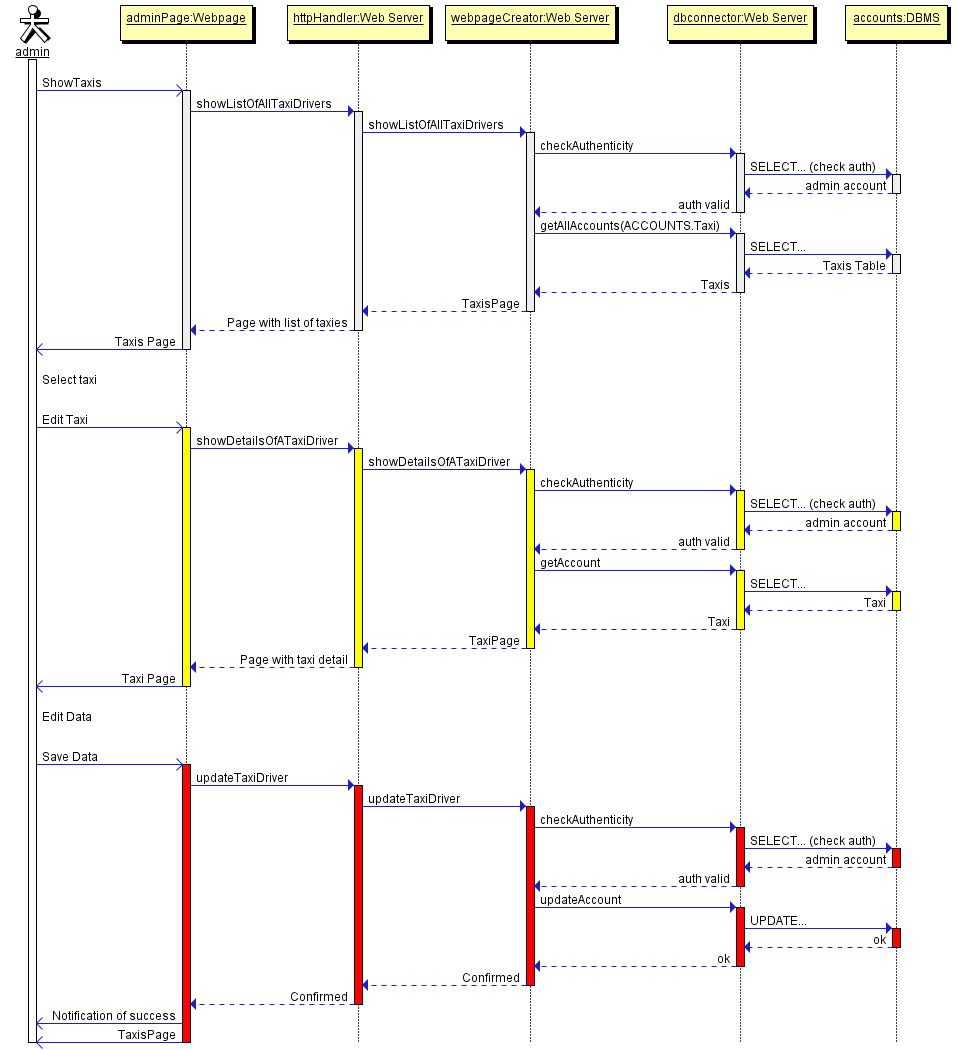 adminPage:Webpage
httpHandler:Web Server
webpageCreator:Web Server
dbconnector:Web Server
accounts:DBMS
admin
ShowTaxis
showListOfAllTaxiDrivers
showListOfAllTaxiDrivers
checkAuthenticity
SELECT... (check auth)
admin account
auth valid
getAllAccounts(ACCOUNTS.Taxi)
SELECT...
Taxis Table
Taxis
TaxisPage
Page with list of taxies
Taxis Page
Select taxi
Edit Taxi
showDetailsOfATaxiDriver
showDetailsOfATaxiDriver
checkAuthenticity
SELECT... (check auth)
admin account
auth valid
getAccount
SELECT...
Taxi
Taxi
TaxiPage
Page with taxi detail
Taxi Page
Edit Data
Save Data
updateTaxiDriver
updateTaxiDriver
checkAuthenticity
SELECT... (check auth)
admin account
auth valid
updateAccount
UPDATE...
ok
ok
Confirmed
Confirmed
Notification of success
TaxisPage